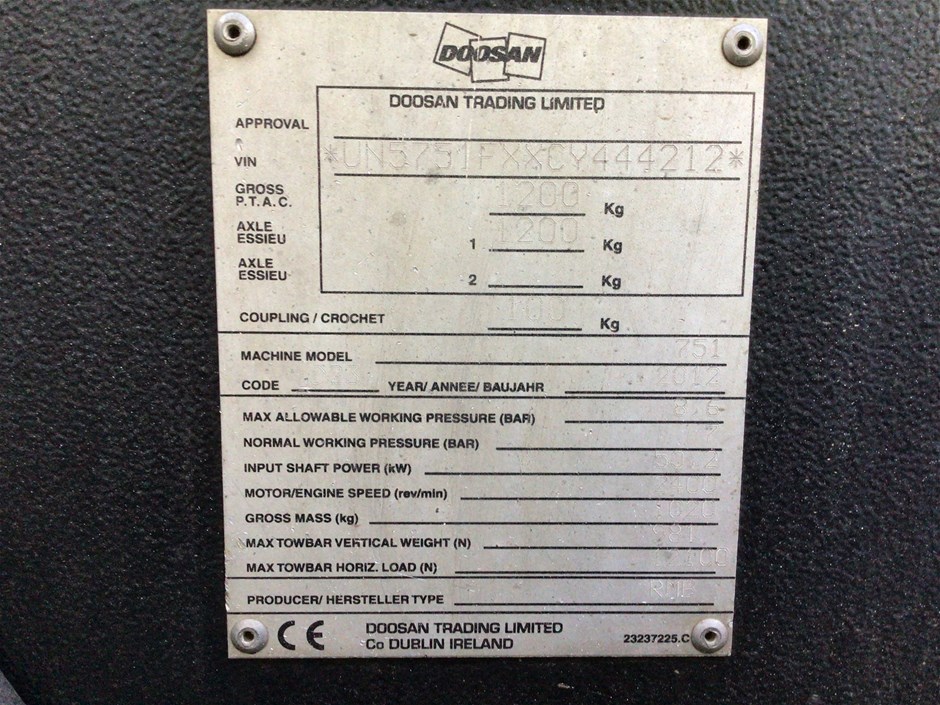 DOOSAN
DOOSAN TRADING LIMITED
APPROVAL
VIN *UN5751FXXCY444212*
GROSS P.T.A.C. 1200 Kg
AXLE ESSIEU 1 1200 Kg
AXLE ESSIEU 2 Kg
COUPLING / CROCHET 100 Kg
MACHINE MODEL 751
CODE YEAR/ ANNEE/ BAUJAHR 2012
MAX ALLOWABLE WORKING PRESSURE (BAR) 8.6
NORMAL WORKING PRESSURE (BAR)
INPUT SHAFT POWER (kW)
MOTOR/ENGINE SPEED (rev/min)
GROSS MASS (kg)
MAX TOWBAR VERTICAL WEIGHT (N)
MAX TOWBAR HORIZ. LOAD (N)
PRODUCER/ HERSTELLER TYPE
CE DOOSAN TRADING LIMITED
Co DUBLIN IRELAND 23237225.C